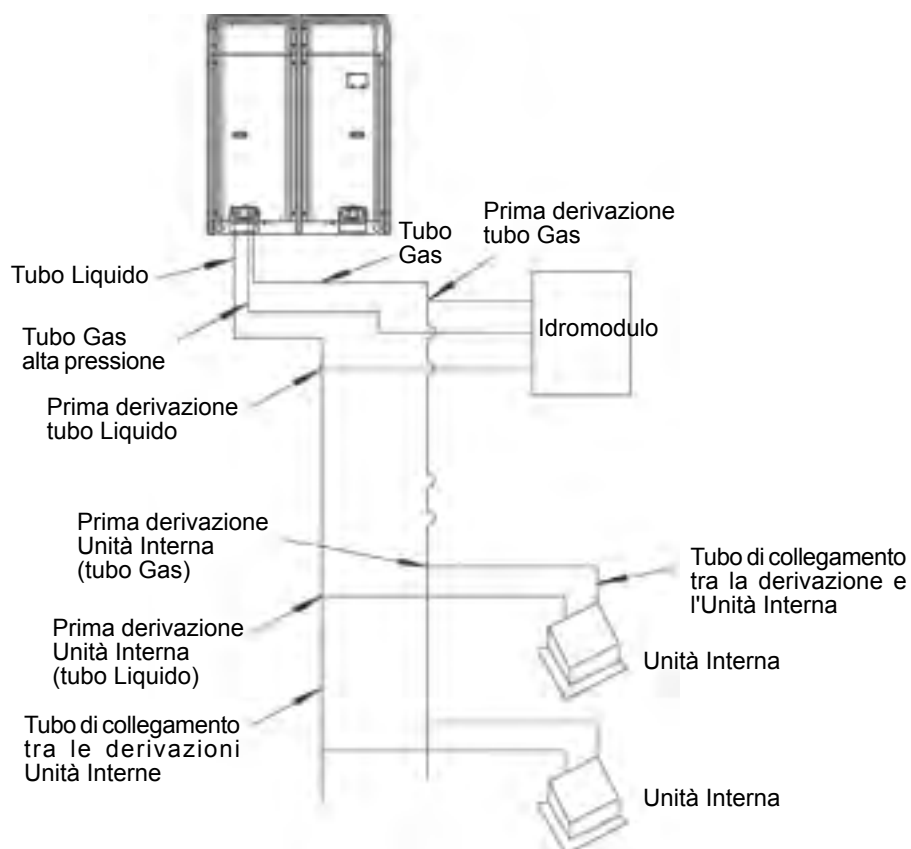 Prima derivazione
tubo Gas
Tubo
Gas
Tubo Liquido
Idromodulo
Tubo Gas
alta pressione
Prima derivazione
tubo Liquido
Prima derivazione
Unità Interna
(tubo Gas)
Tubo di collegamento
tra la derivazione e
l'Unità Interna
Prima derivazione
Unità Interna
(tubo Liquido)
Unità Interna
Tubo di collegamento
tra le derivazioni
Unità Interne
Unità Interna